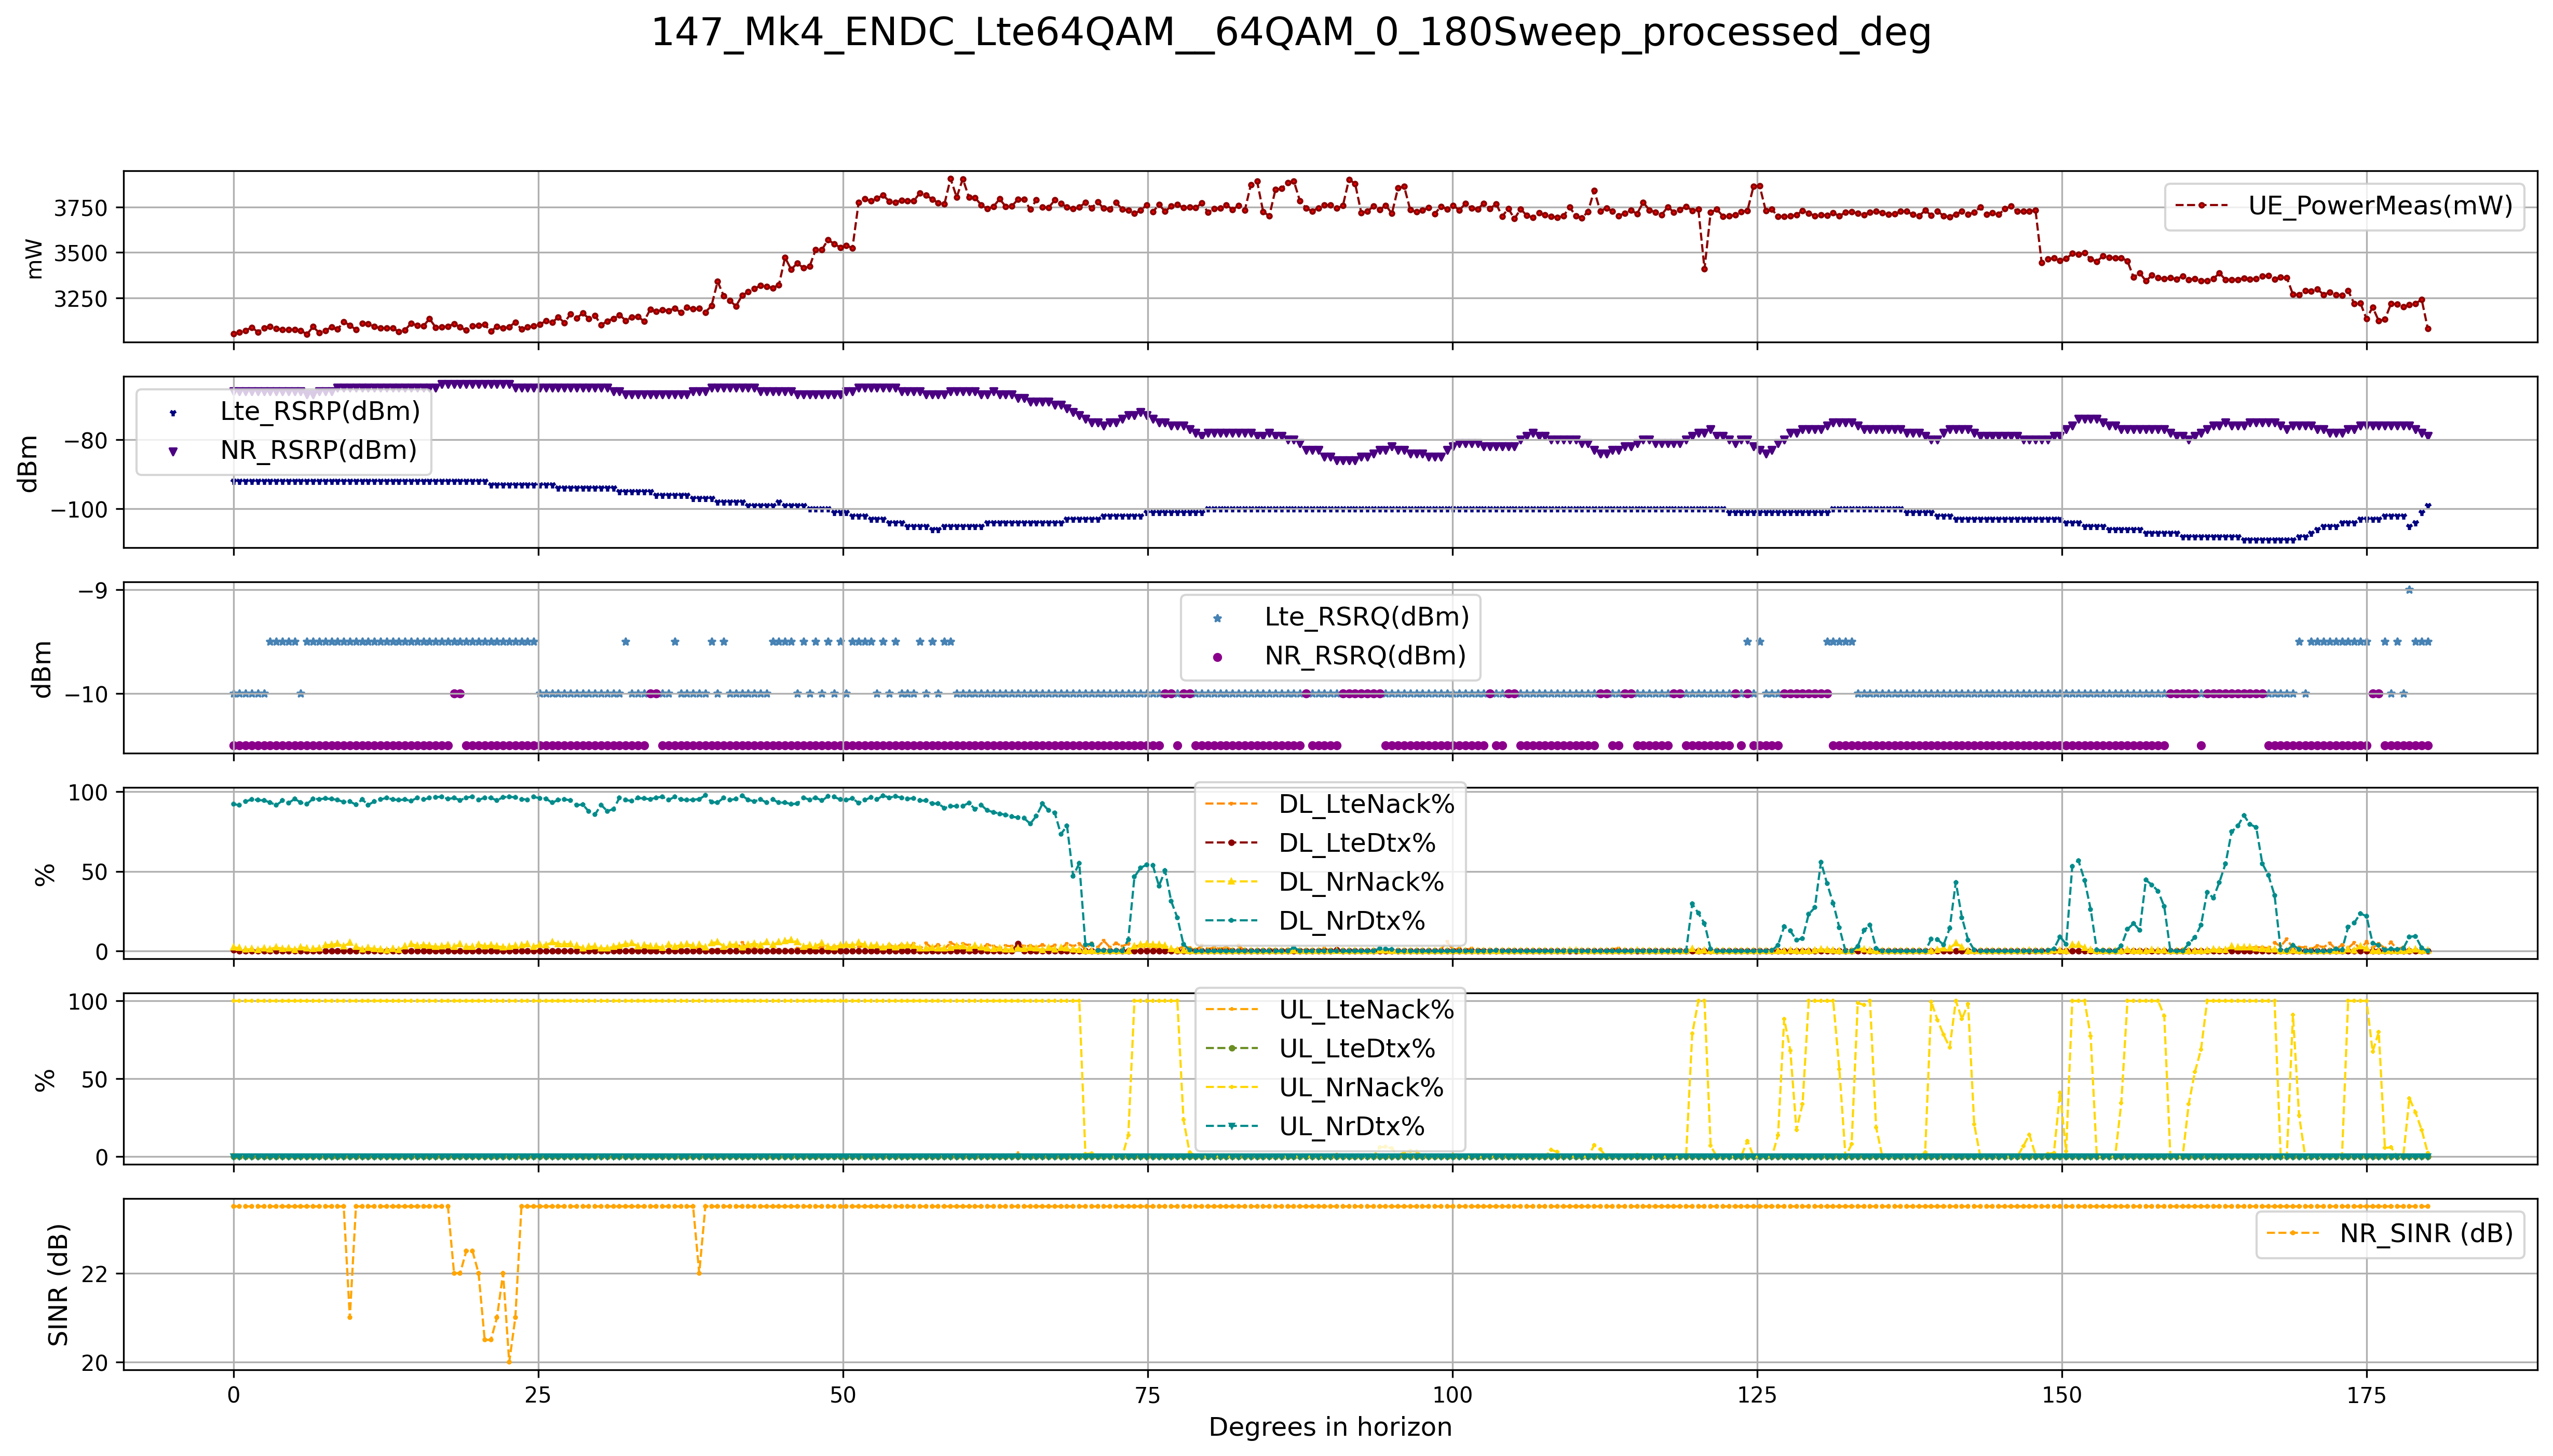 147_Mk4_ENDC_Lte64QAM__64QAM_0_180Sweep_processed_deg
mW
3750
3500
3250
UE_PowerMeas(mW)
dBm
−80
−100
Lte_RSRP(dBm)
NR_RSRP(dBm)
dBm
−9
−10
Lte_RSRQ(dBm)
NR_RSRQ(dBm)
%
100
50
0
DL_LteNack%
DL_LteDtx%
DL_NrNack%
DL_NrDtx%
%
100
50
0
UL_LteNack%
UL_LteDtx%
UL_NrNack%
UL_NrDtx%
SINR (dB)
22
20
NR_SINR (dB)
0 25 50 75 100 125 150 175
Degrees in horizon